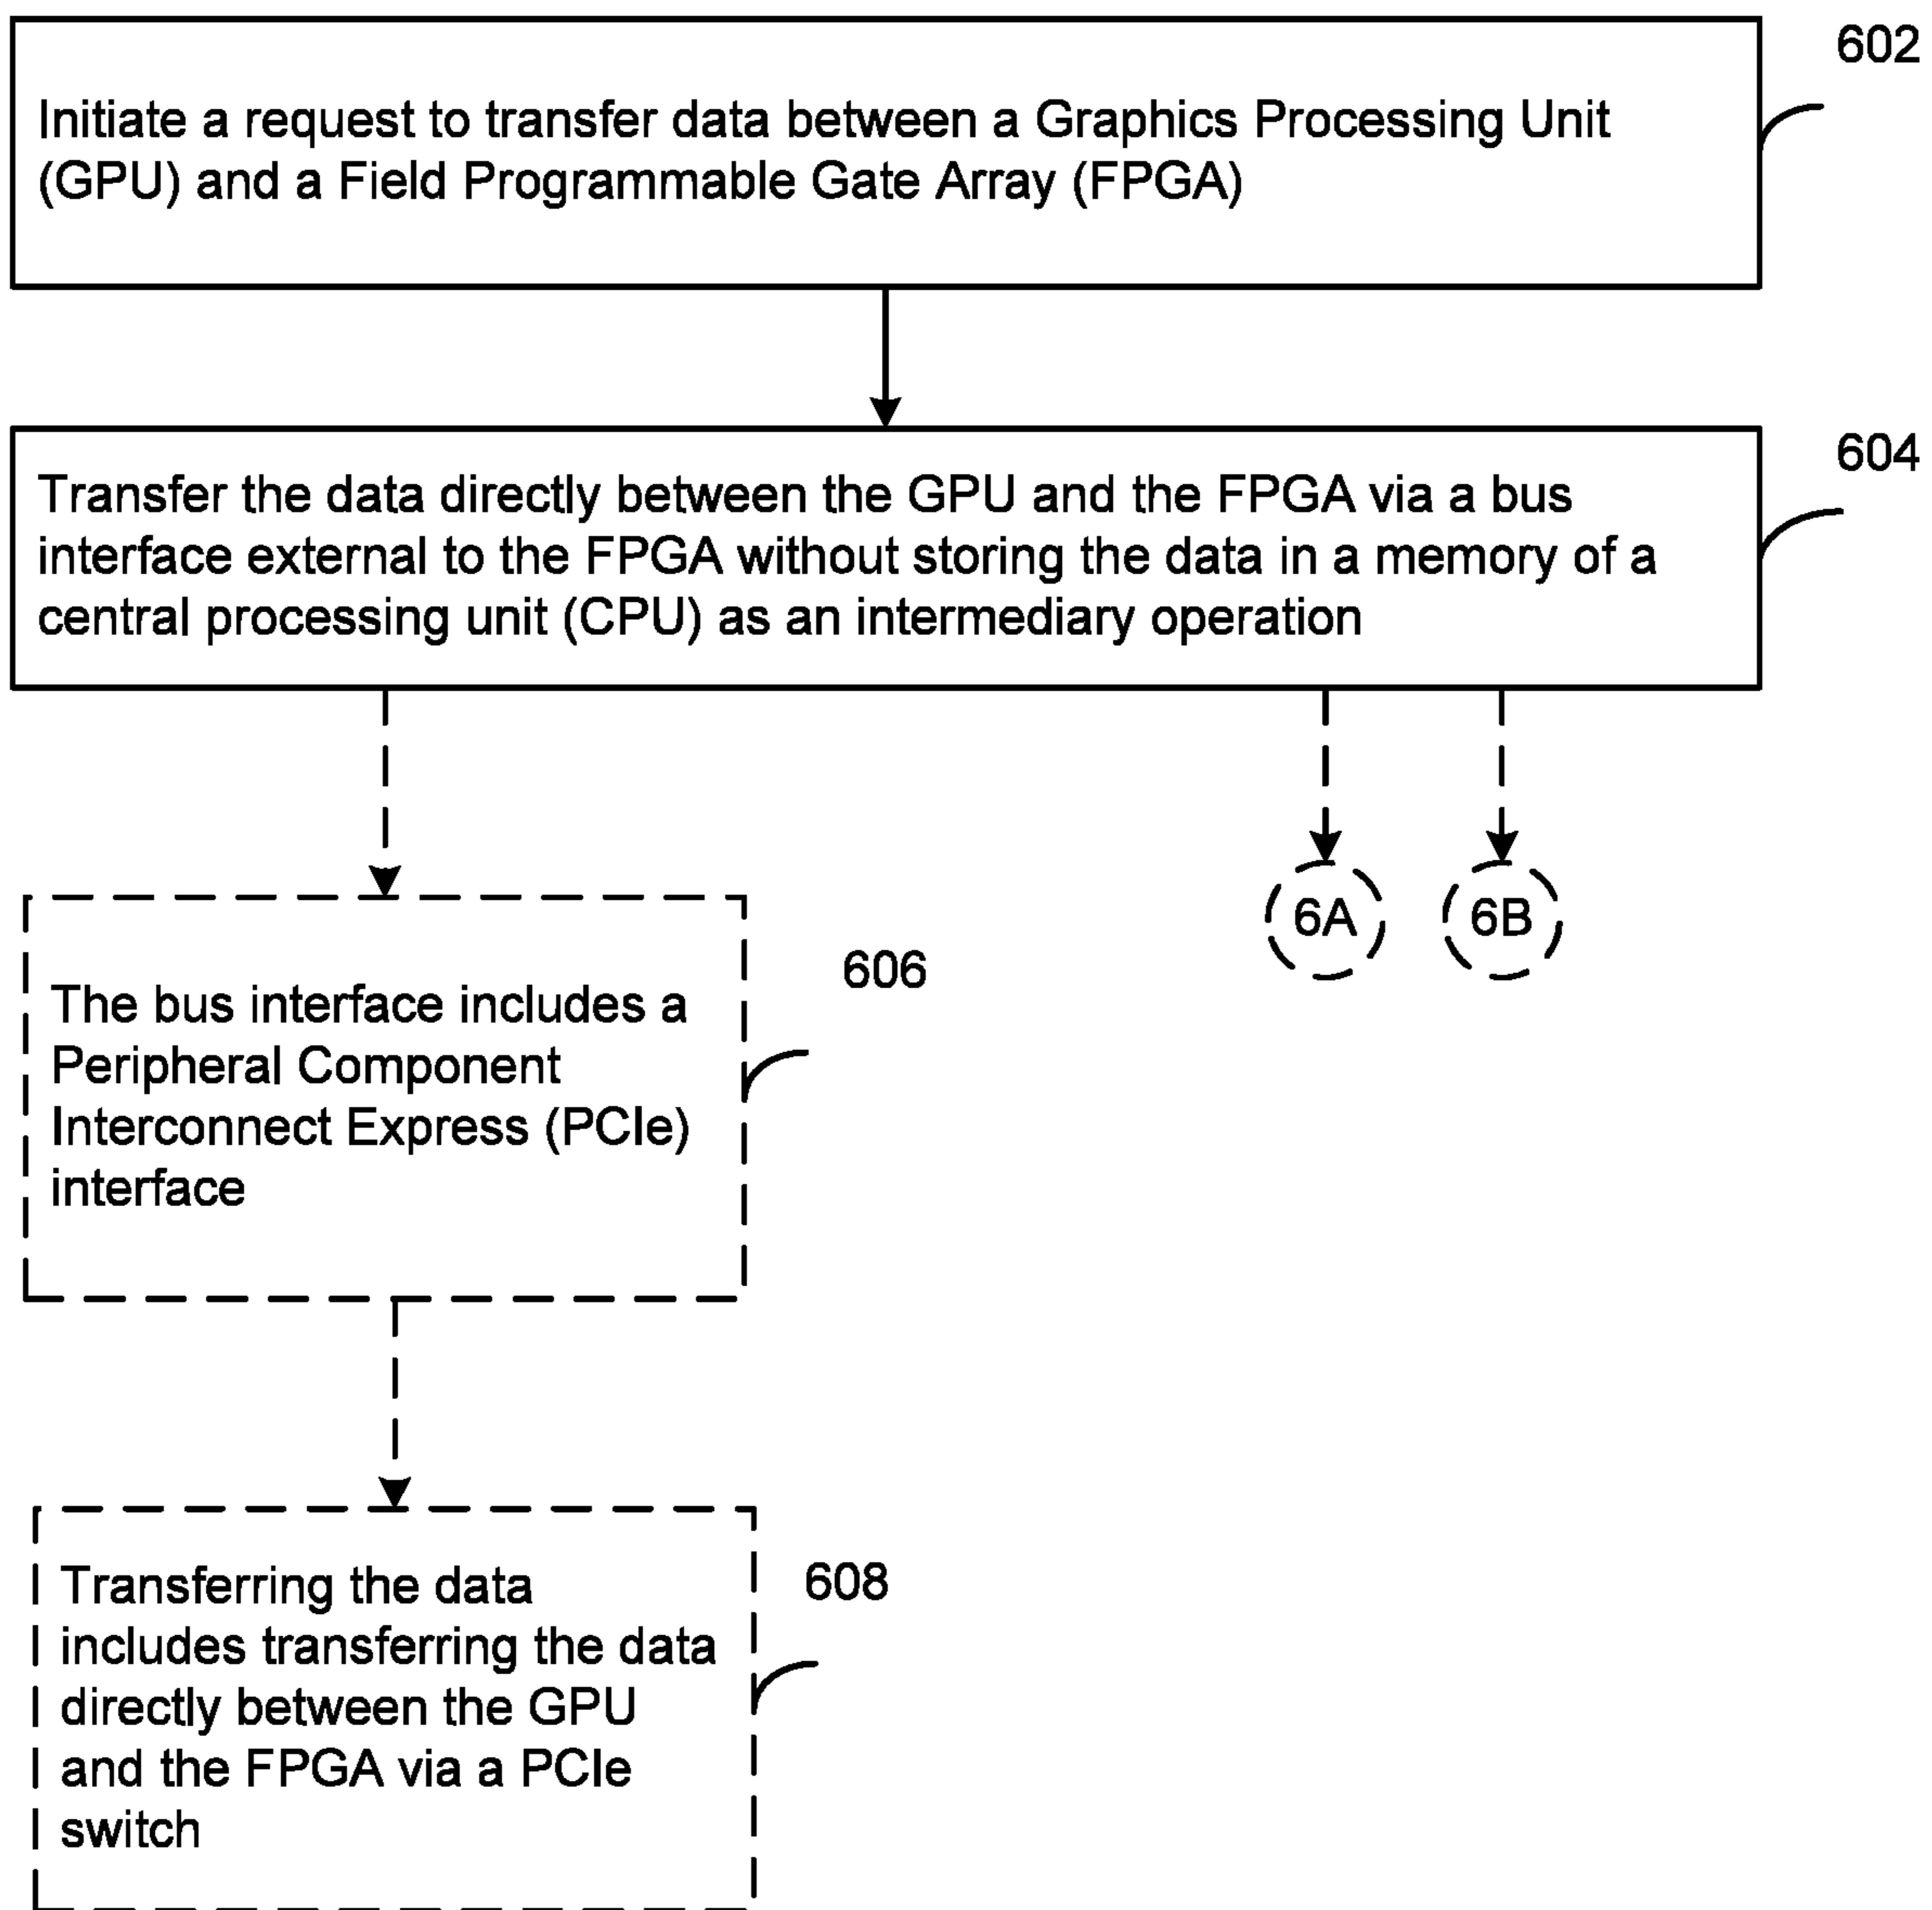 602
Initiate a request to transfer data between a Graphics Processing Unit
(GPU) and a Field Programmable Gate Array (FPGA)
604
Transfer the data directly between the GPU and the FPGA via a bus
interface external to the FPGA without storing the data in a memory of a
central processing unit (CPU) as an intermediary operation
6A
6B
606
The bus interface includes a
Peripheral Component
Interconnect Express (PCIe)
interface
608
Transferring the data
includes transferring the data
directly between the GPU
and the FPGA via a PCIe
switch